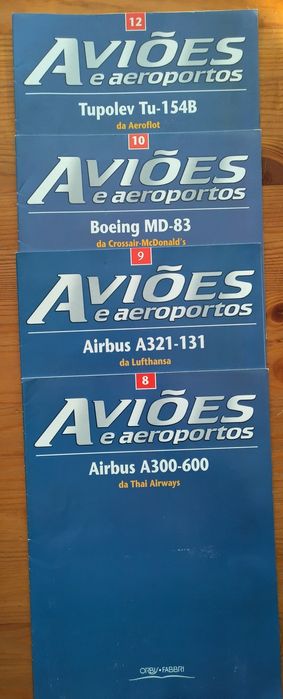 12
AVIÕES
e aeroportos
Tupolev Tu-154B
da Aeroflot
10
AVIÕES
e aeroportos
Boeing MD-83
da Crossair-McDonald's
9
AVIÕES
e aeroportos
Airbus A321-131
da Lufthansa
8
AVIÕES
e aeroportos
Airbus A300-600
da Thai Airways
ORBIS•FABBRI